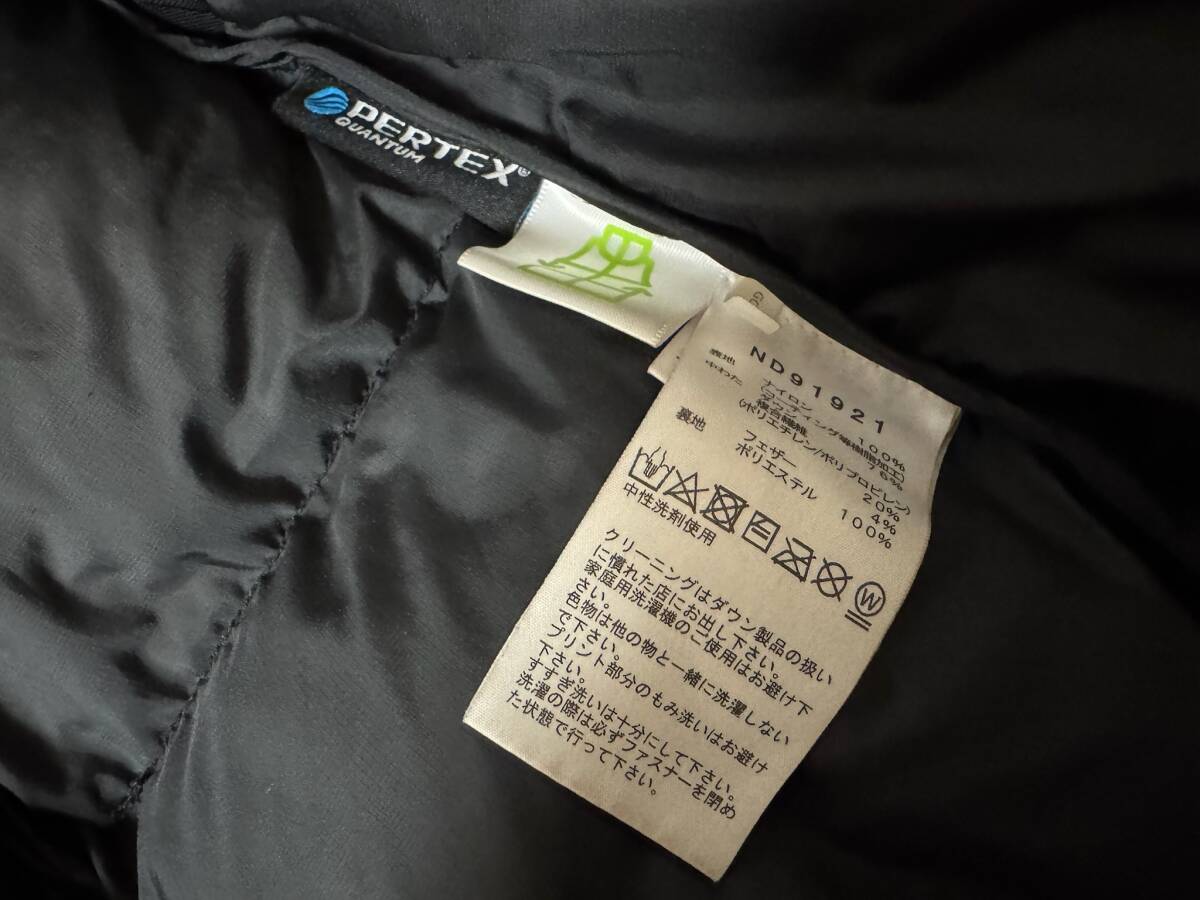 PERTEX®
QUANTUM
ND91921
表地 ナイロン 100%
中わた
複合繊維 76%
(ポリエチレン/ポリプロピレン)
20%
フェザー 4%
裏地 ポリエステル 100%
中性洗剤使用
W
クリーニングはダウン製品の扱い
に慣れた店にお出し下さい。
家庭用洗濯機のご使用はお避け下
さい。
色物は他の物と一緒に洗濯しない
で下さい。
プリント部分のもみ洗いはお避け
下さい。
すすぎ洗いは十分にして下さい。
洗濯の際は必ずファスナーを閉め
た状態で行って下さい。